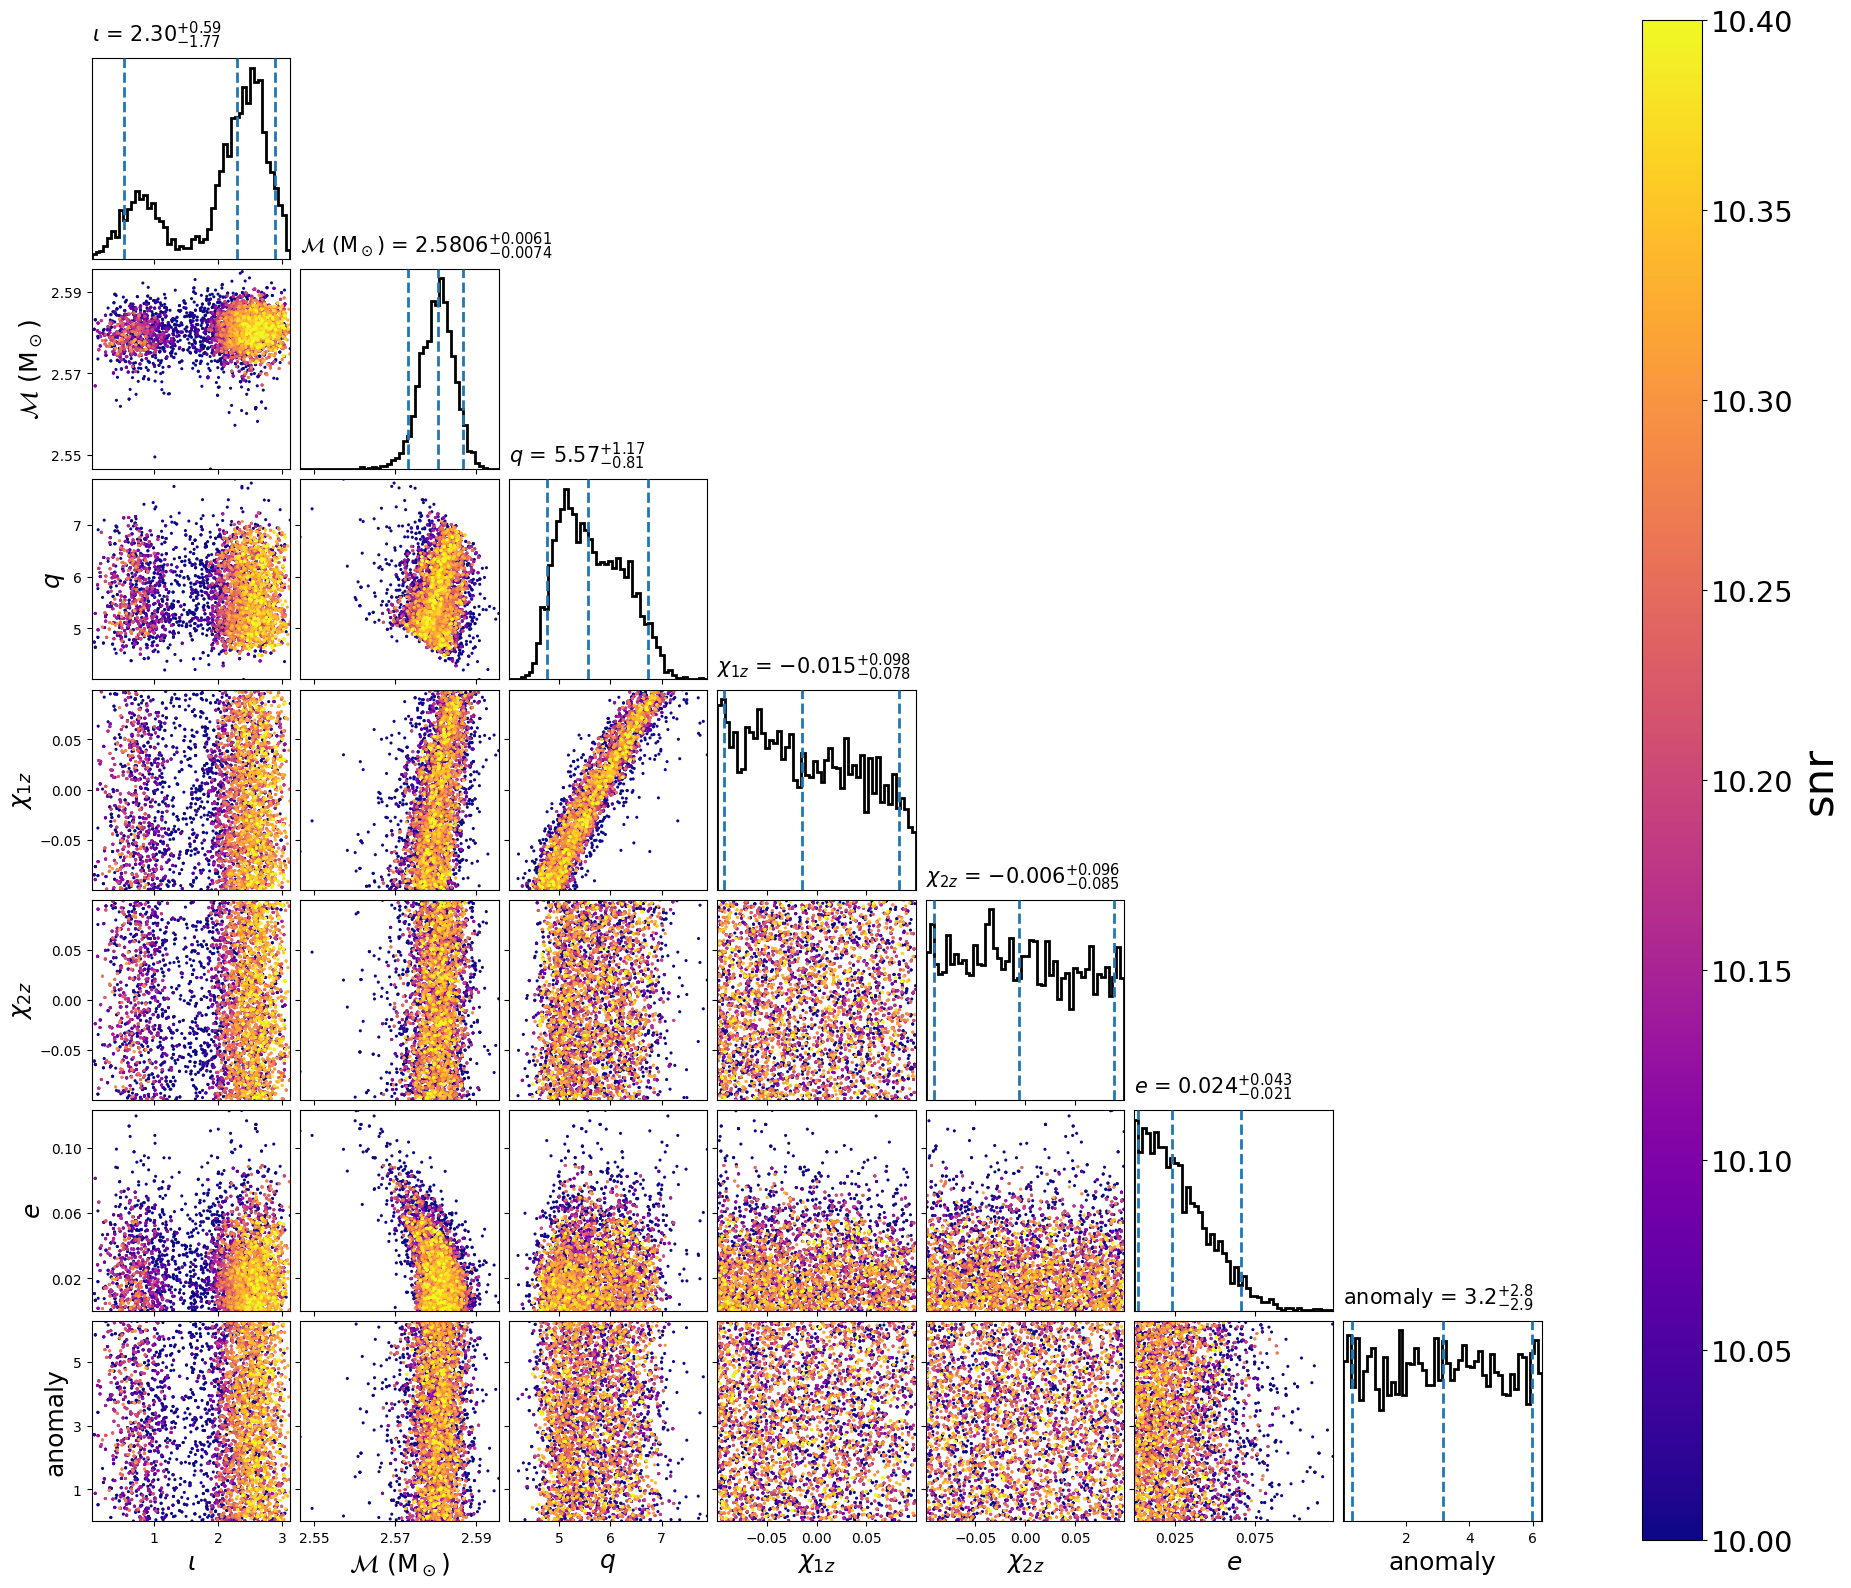 ι = 2.30+0.59−1.77
ℳ (M⊙) = 2.5806+0.0061−0.0074
q = 5.57+1.17−0.81
χ1z = −0.015+0.098−0.078
χ2z = −0.006+0.096−0.085
e = 0.024+0.043−0.021
anomaly = 3.2+2.8−2.9
ℳ (M⊙)
2.59
2.57
2.55
q
7
6
5
χ1z
0.05
0.00
−0.05
χ2z
0.05
0.00
−0.05
e
0.10
0.06
0.02
anomaly
5
3
1
1 2 3
2.55 2.57 2.59
5 6 7
−0.05 0.00 0.05
−0.05 0.00 0.05
0.025 0.075
2 4 6
ι
ℳ (M⊙)
q
χ1z
χ2z
e
anomaly
10.40
10.35
10.30
10.25
10.20
10.15
10.10
10.05
10.00
snr